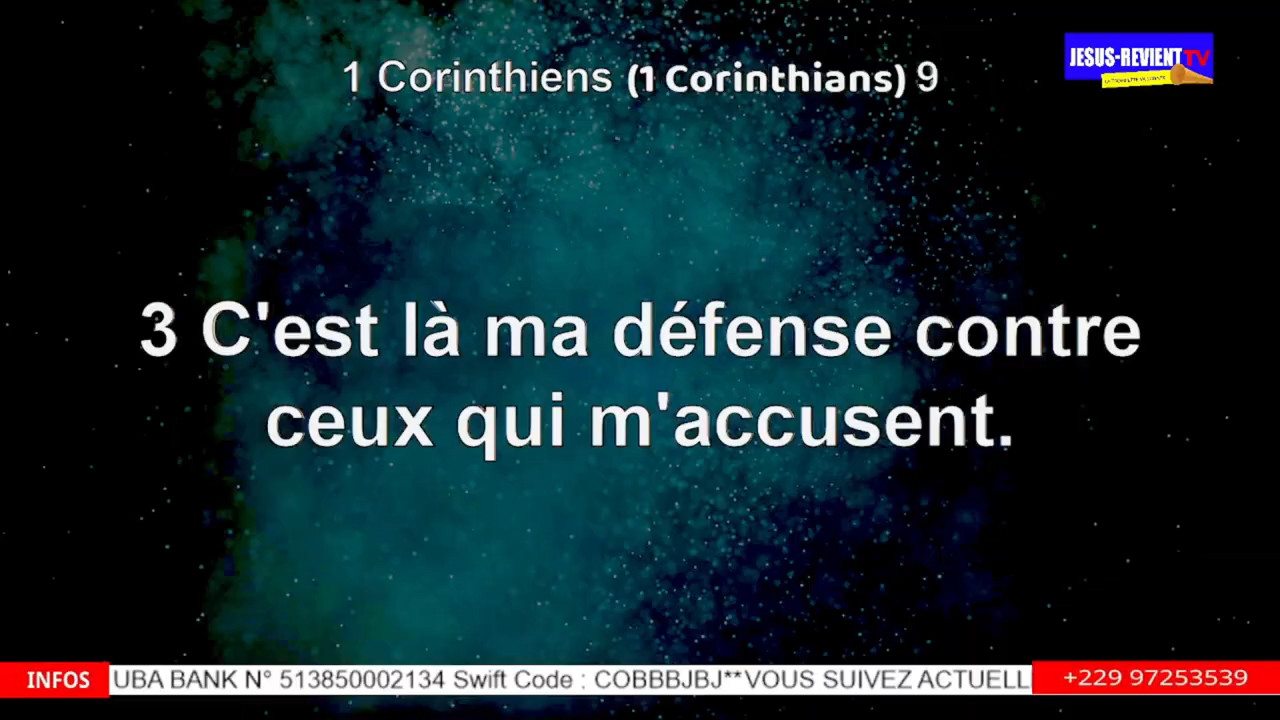 1 Corinthiens (1 Corinthians) 9
JESUS-REVIENT TV
3 C'est là ma défense contre
ceux qui m'accusent.
INFOS UBA BANK N° 513850002134 Swift Code : COBBBJBJ**VOUS SUIVEZ ACTUELL +229 97253539